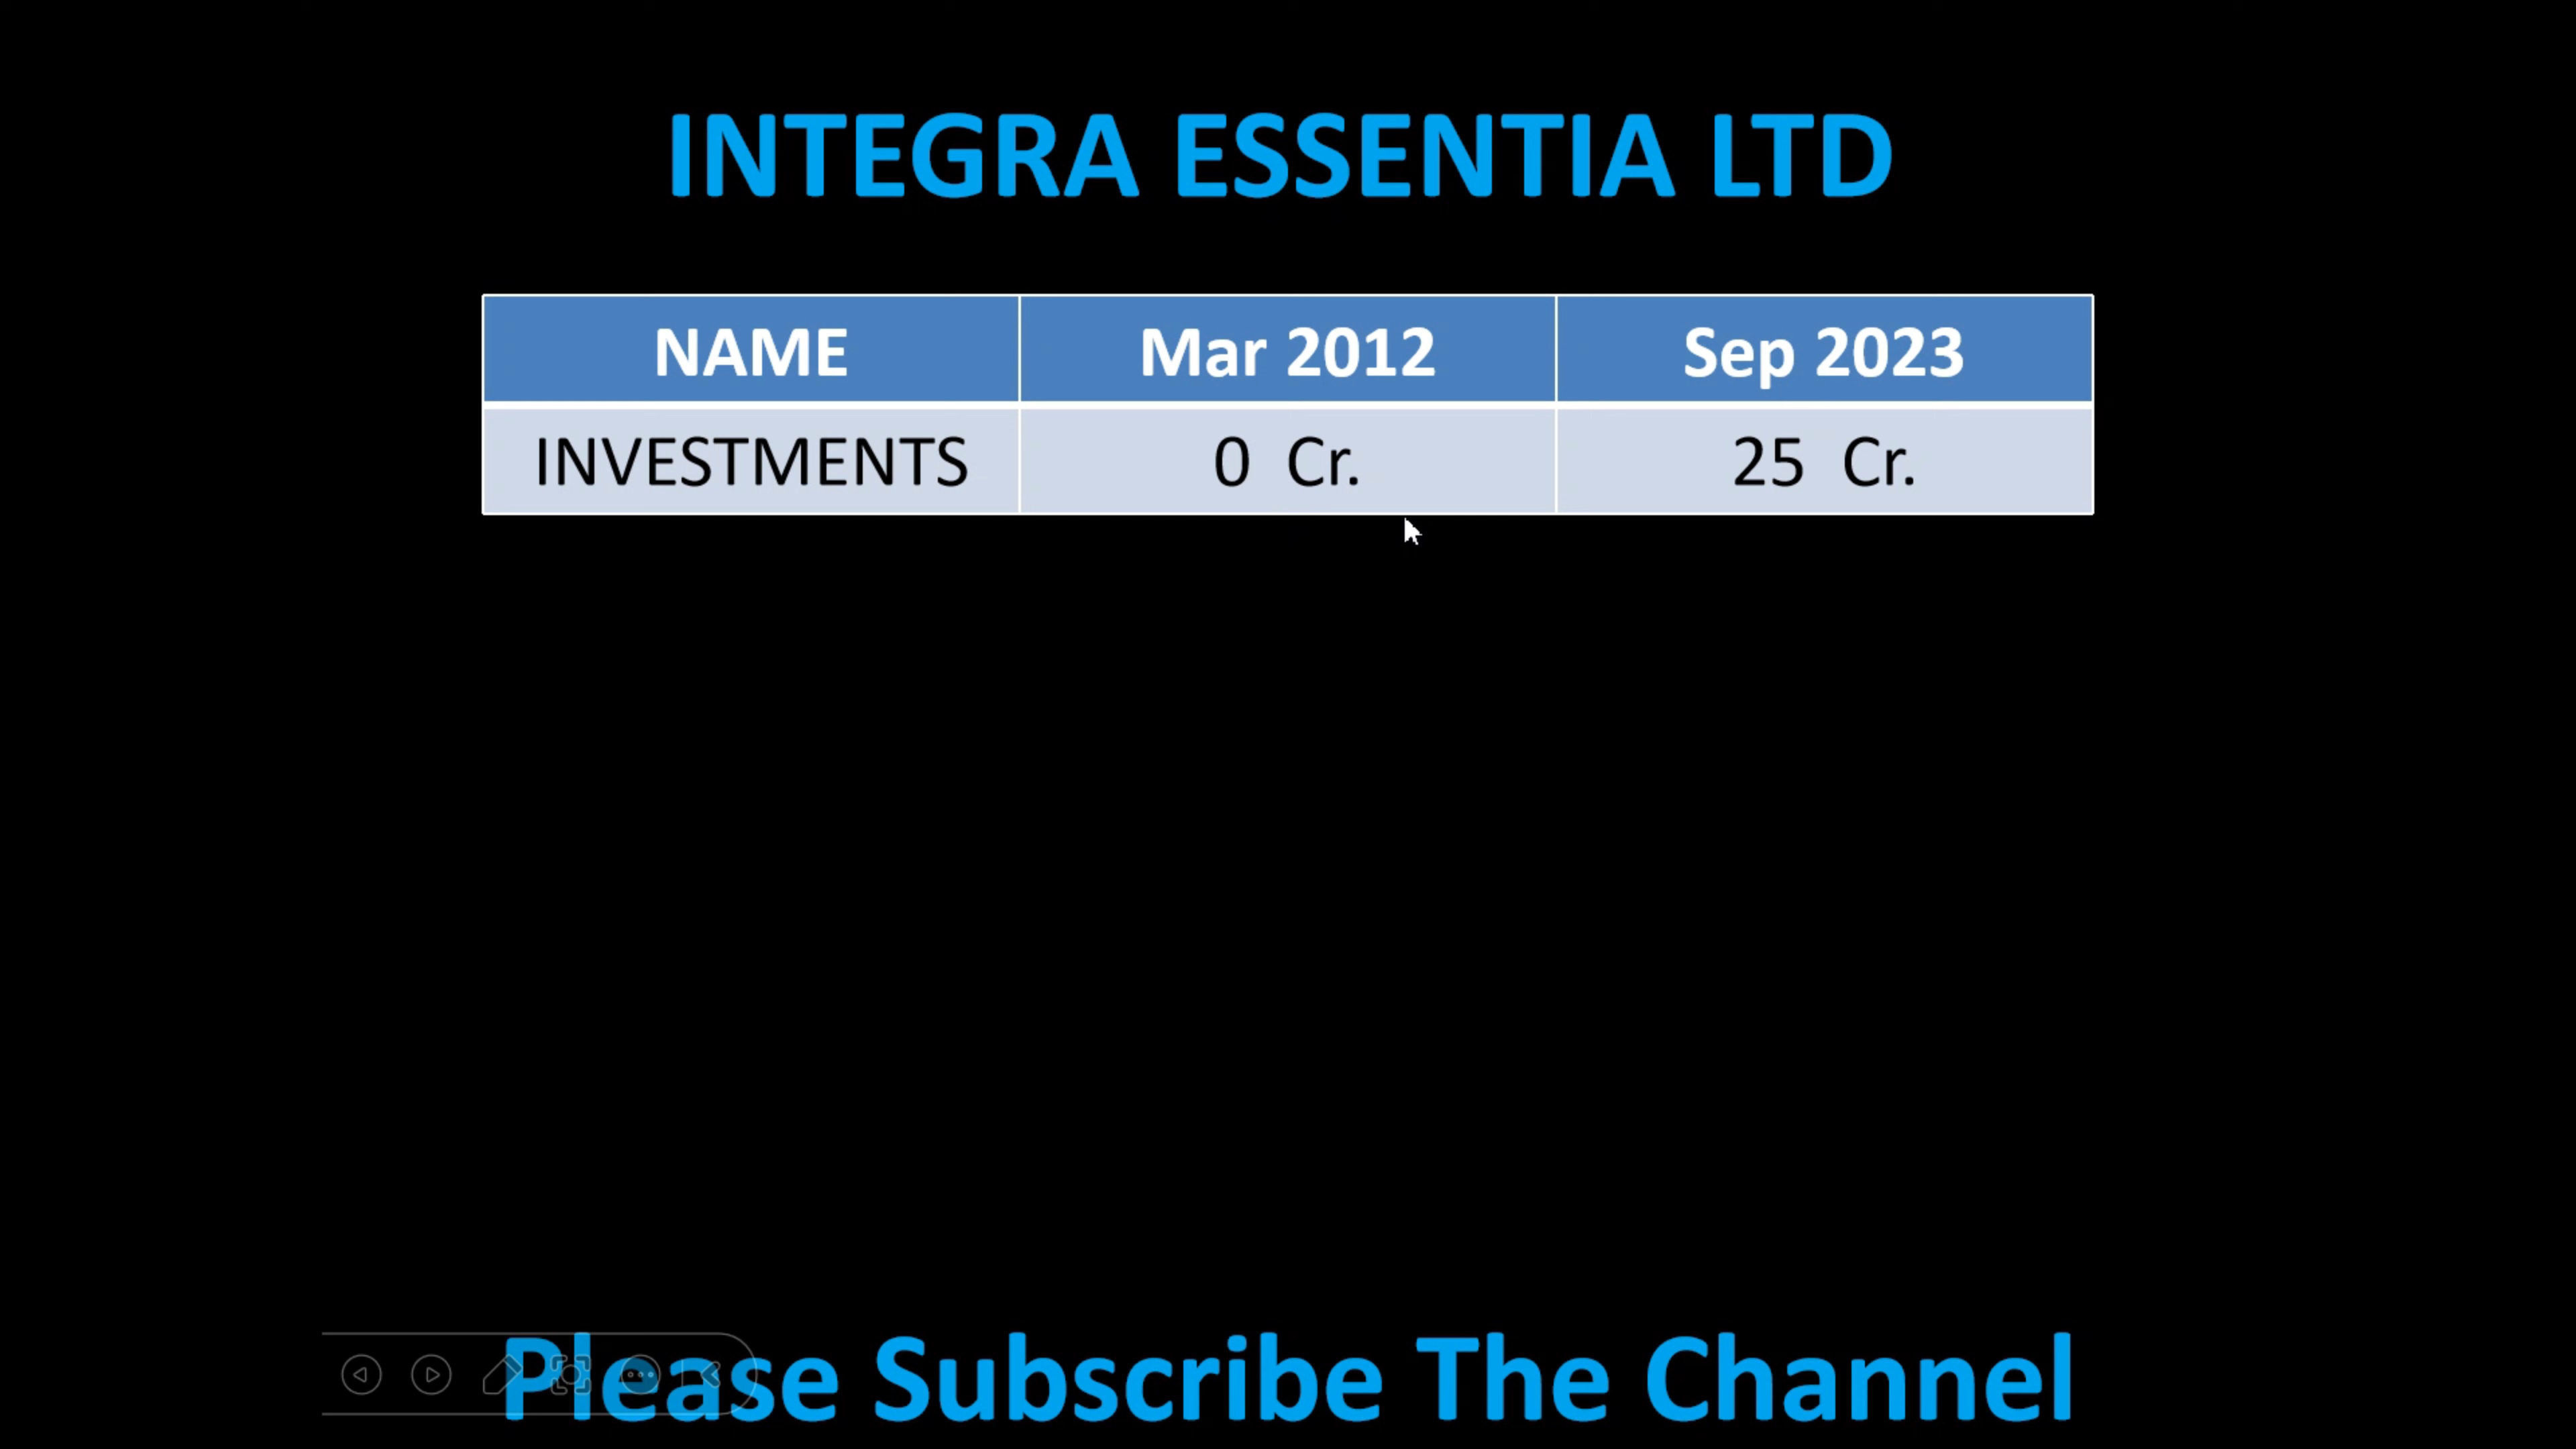 INTEGRA ESSENTIA LTD
NAME Mar 2012 Sep 2023
INVESTMENTS 0 Cr. 25 Cr.
Please Subscribe The Channel